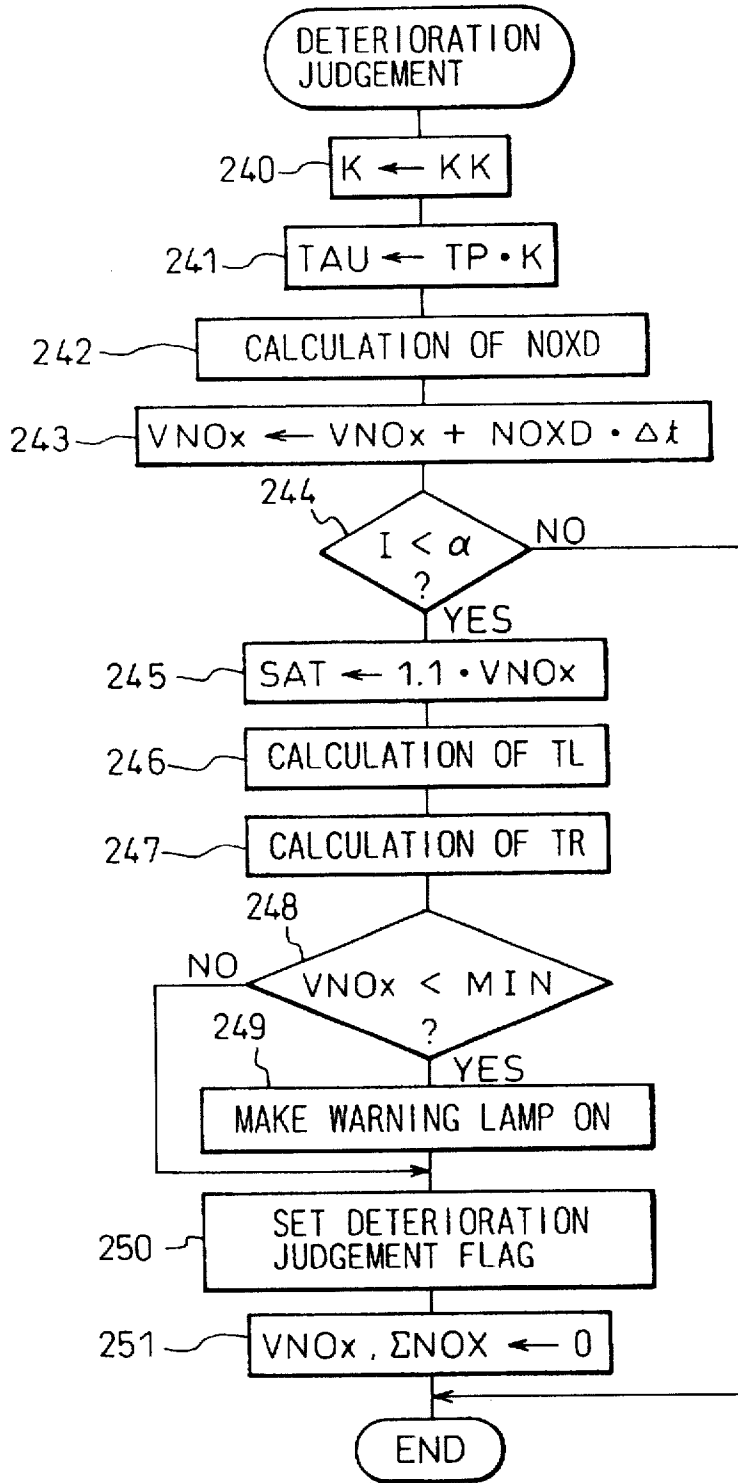 DETERIORATION
JUDGEMENT
240
K ← KK
241
TAU ← TP • K
242
CALCULATION OF NOXD
243
VNOx ← VNOx + NOXD • Δt
244
I < α
?
NO
YES
245
SAT ← 1.1 • VNOx
246
CALCULATION OF TL
247
CALCULATION OF TR
248
NO
VNOx < MIN
?
YES
249
MAKE WARNING LAMP ON
250
SET DETERIORATION
JUDGEMENT FLAG
251
VNOx , ΣNOX ← 0
END